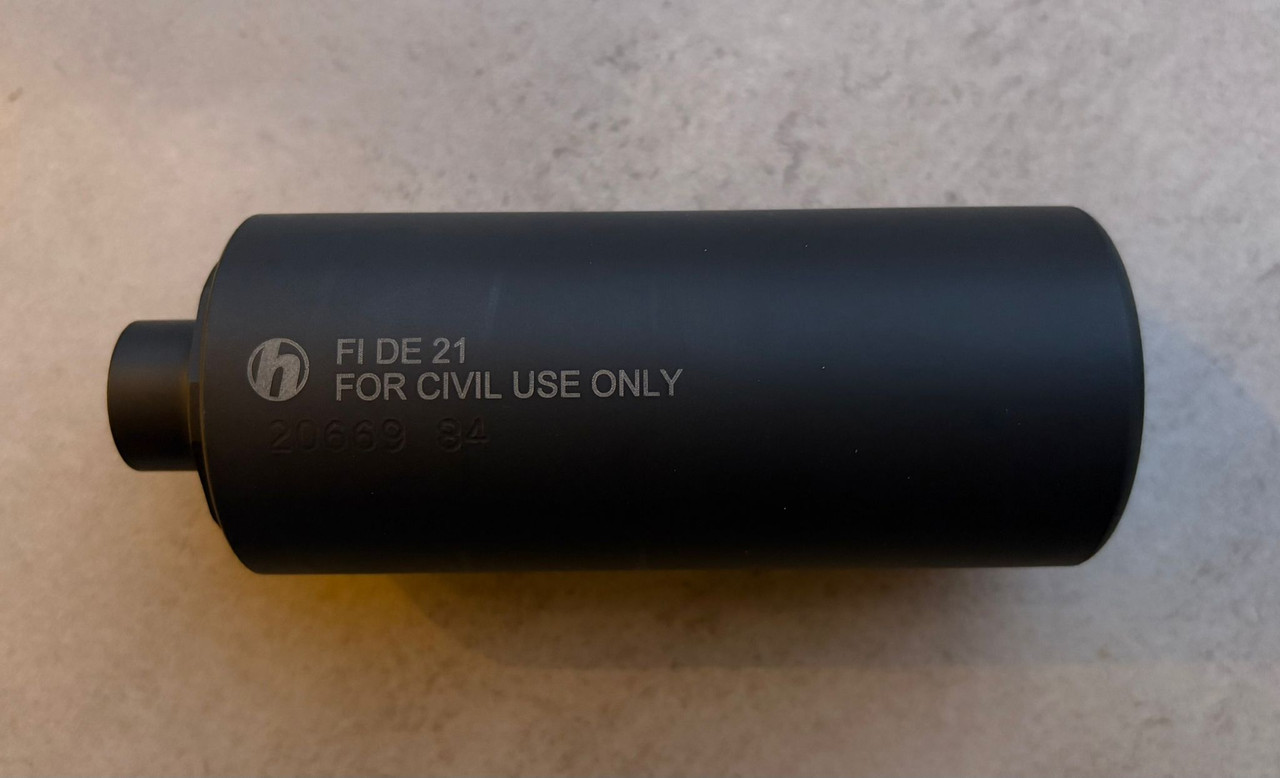 h FI DE 21
FOR CIVIL USE ONLY
20669 84